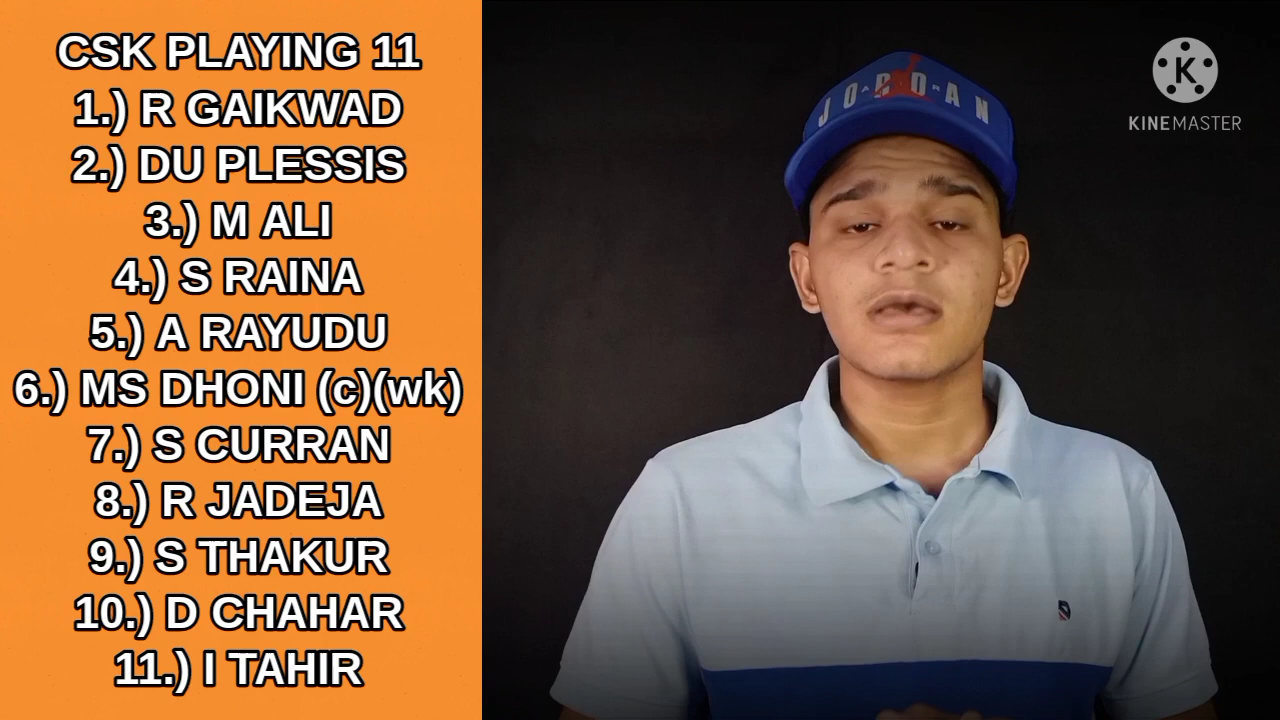 CSK PLAYING 11
1.) R GAIKWAD
2.) DU PLESSIS
3.) M ALI
4.) S RAINA
5.) A RAYUDU
6.) MS DHONI (c)(wk)
7.) S CURRAN
8.) R JADEJA
9.) S THAKUR
10.) D CHAHAR
11.) I TAHIR
JORDAN
K
KINEMASTER